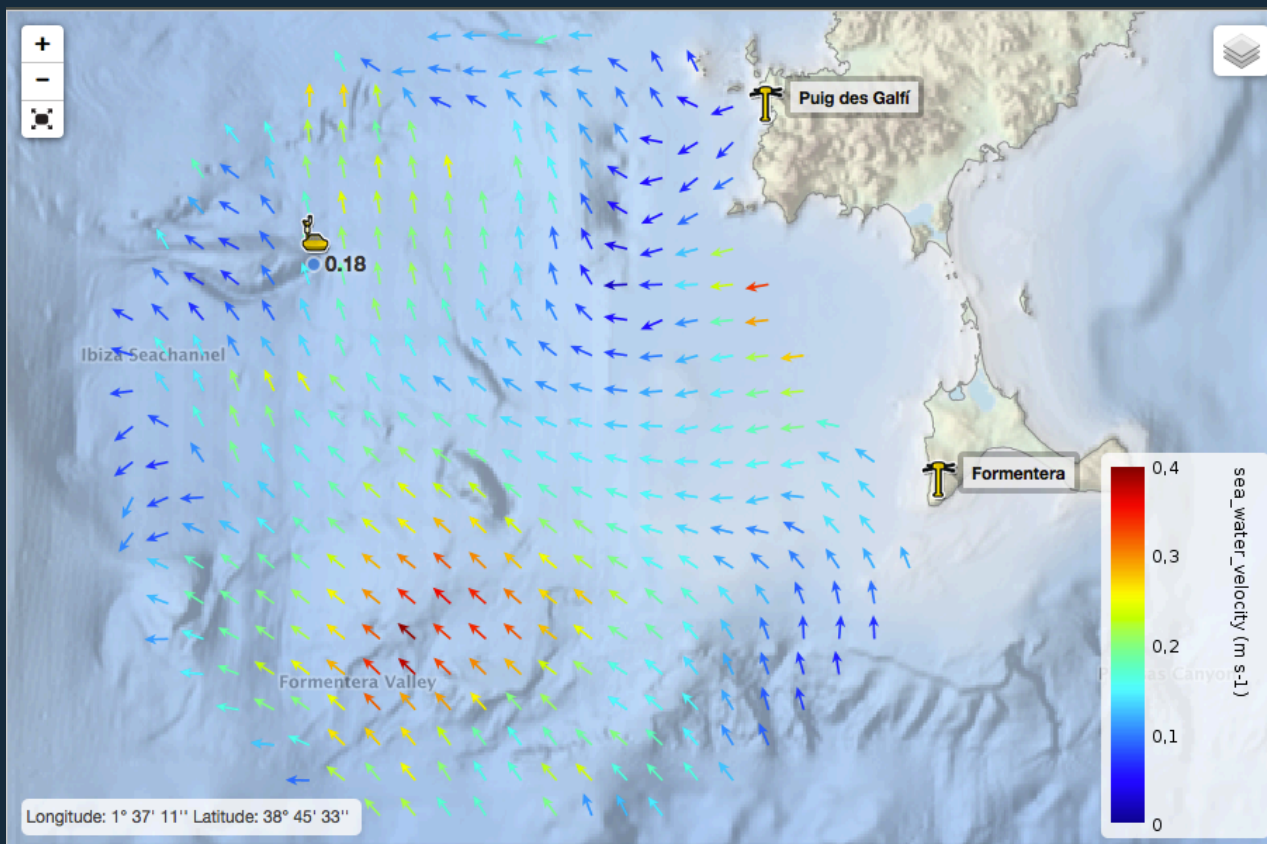 +
Puig des Galfí
−
0.18
Ibiza Seachannel
Formentera
0,4
0,3
0,2
0,1
0
sea_water_velocity (m s-1)
Formentera Valley
Canyon
Longitude: 1° 37' 11'' Latitude: 38° 45' 33''